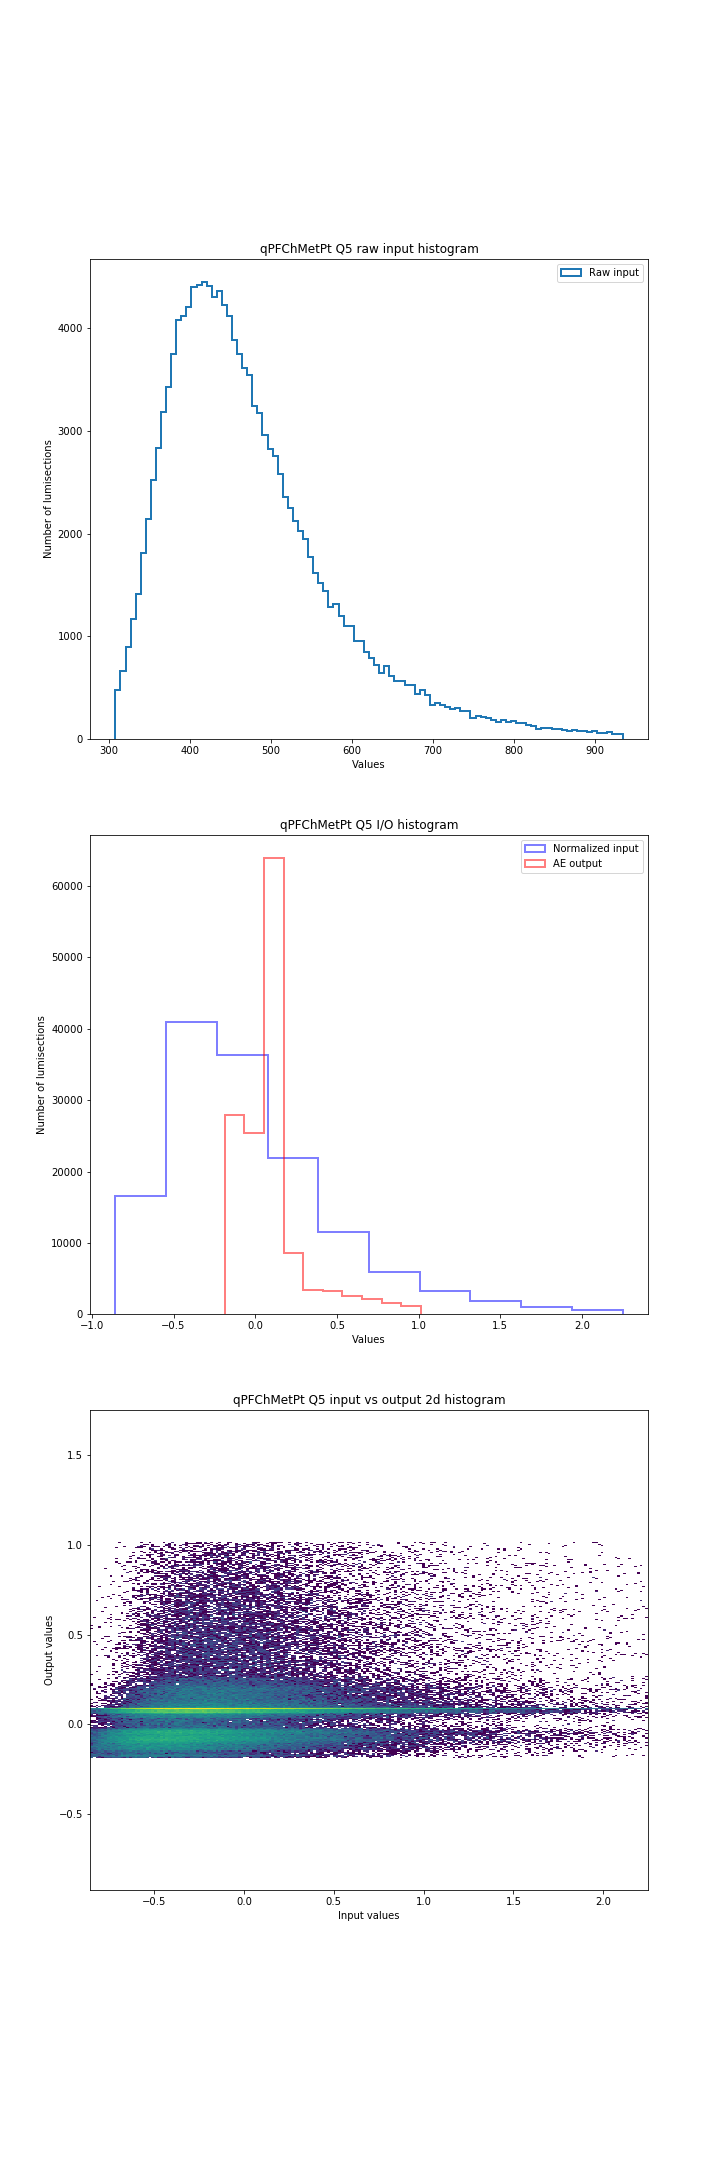 qPFChMetPt Q5 raw input histogram
Raw input
Number of lumisections
4000
3000
2000
1000
0
300 400 500 600 700 800 900
Values
qPFChMetPt Q5 I/O histogram
Normalized input
AE output
Number of lumisections
60000
50000
40000
30000
20000
10000
0
−1.0 −0.5 0.0 0.5 1.0 1.5 2.0
Values
qPFChMetPt Q5 input vs output 2d histogram
Output values
1.5
1.0
0.5
0.0
−0.5
−0.5 0.0 0.5 1.0 1.5 2.0
Input values